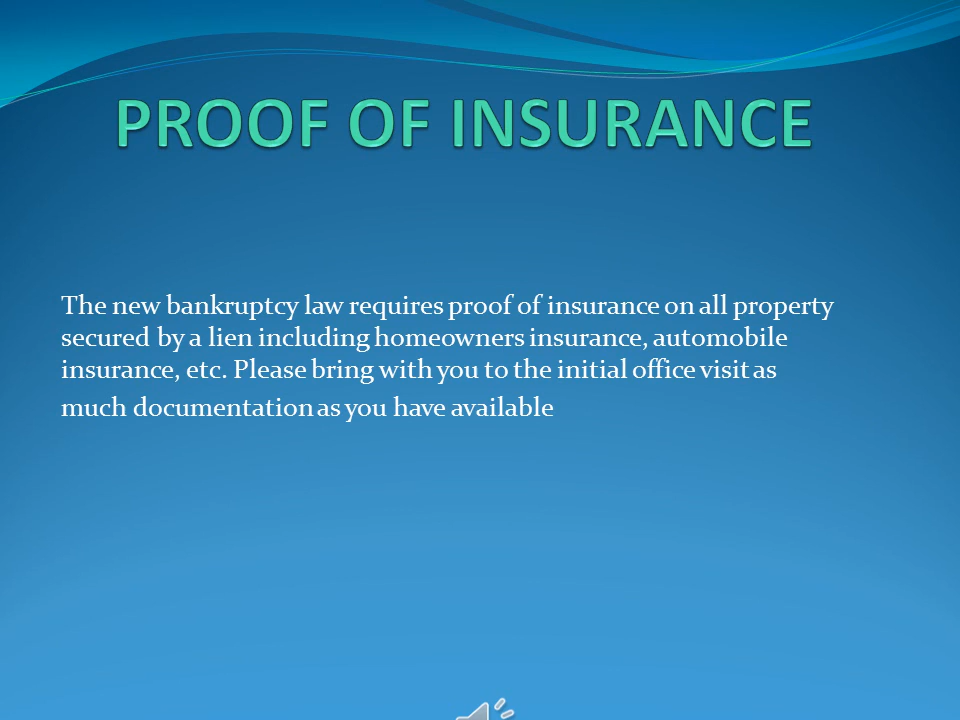 PROOF OF INSURANCE
The new bankruptcy law requires proof of insurance on all property
secured by a lien including homeowners insurance, automobile
insurance, etc. Please bring with you to the initial office visit as
much documentation as you have available